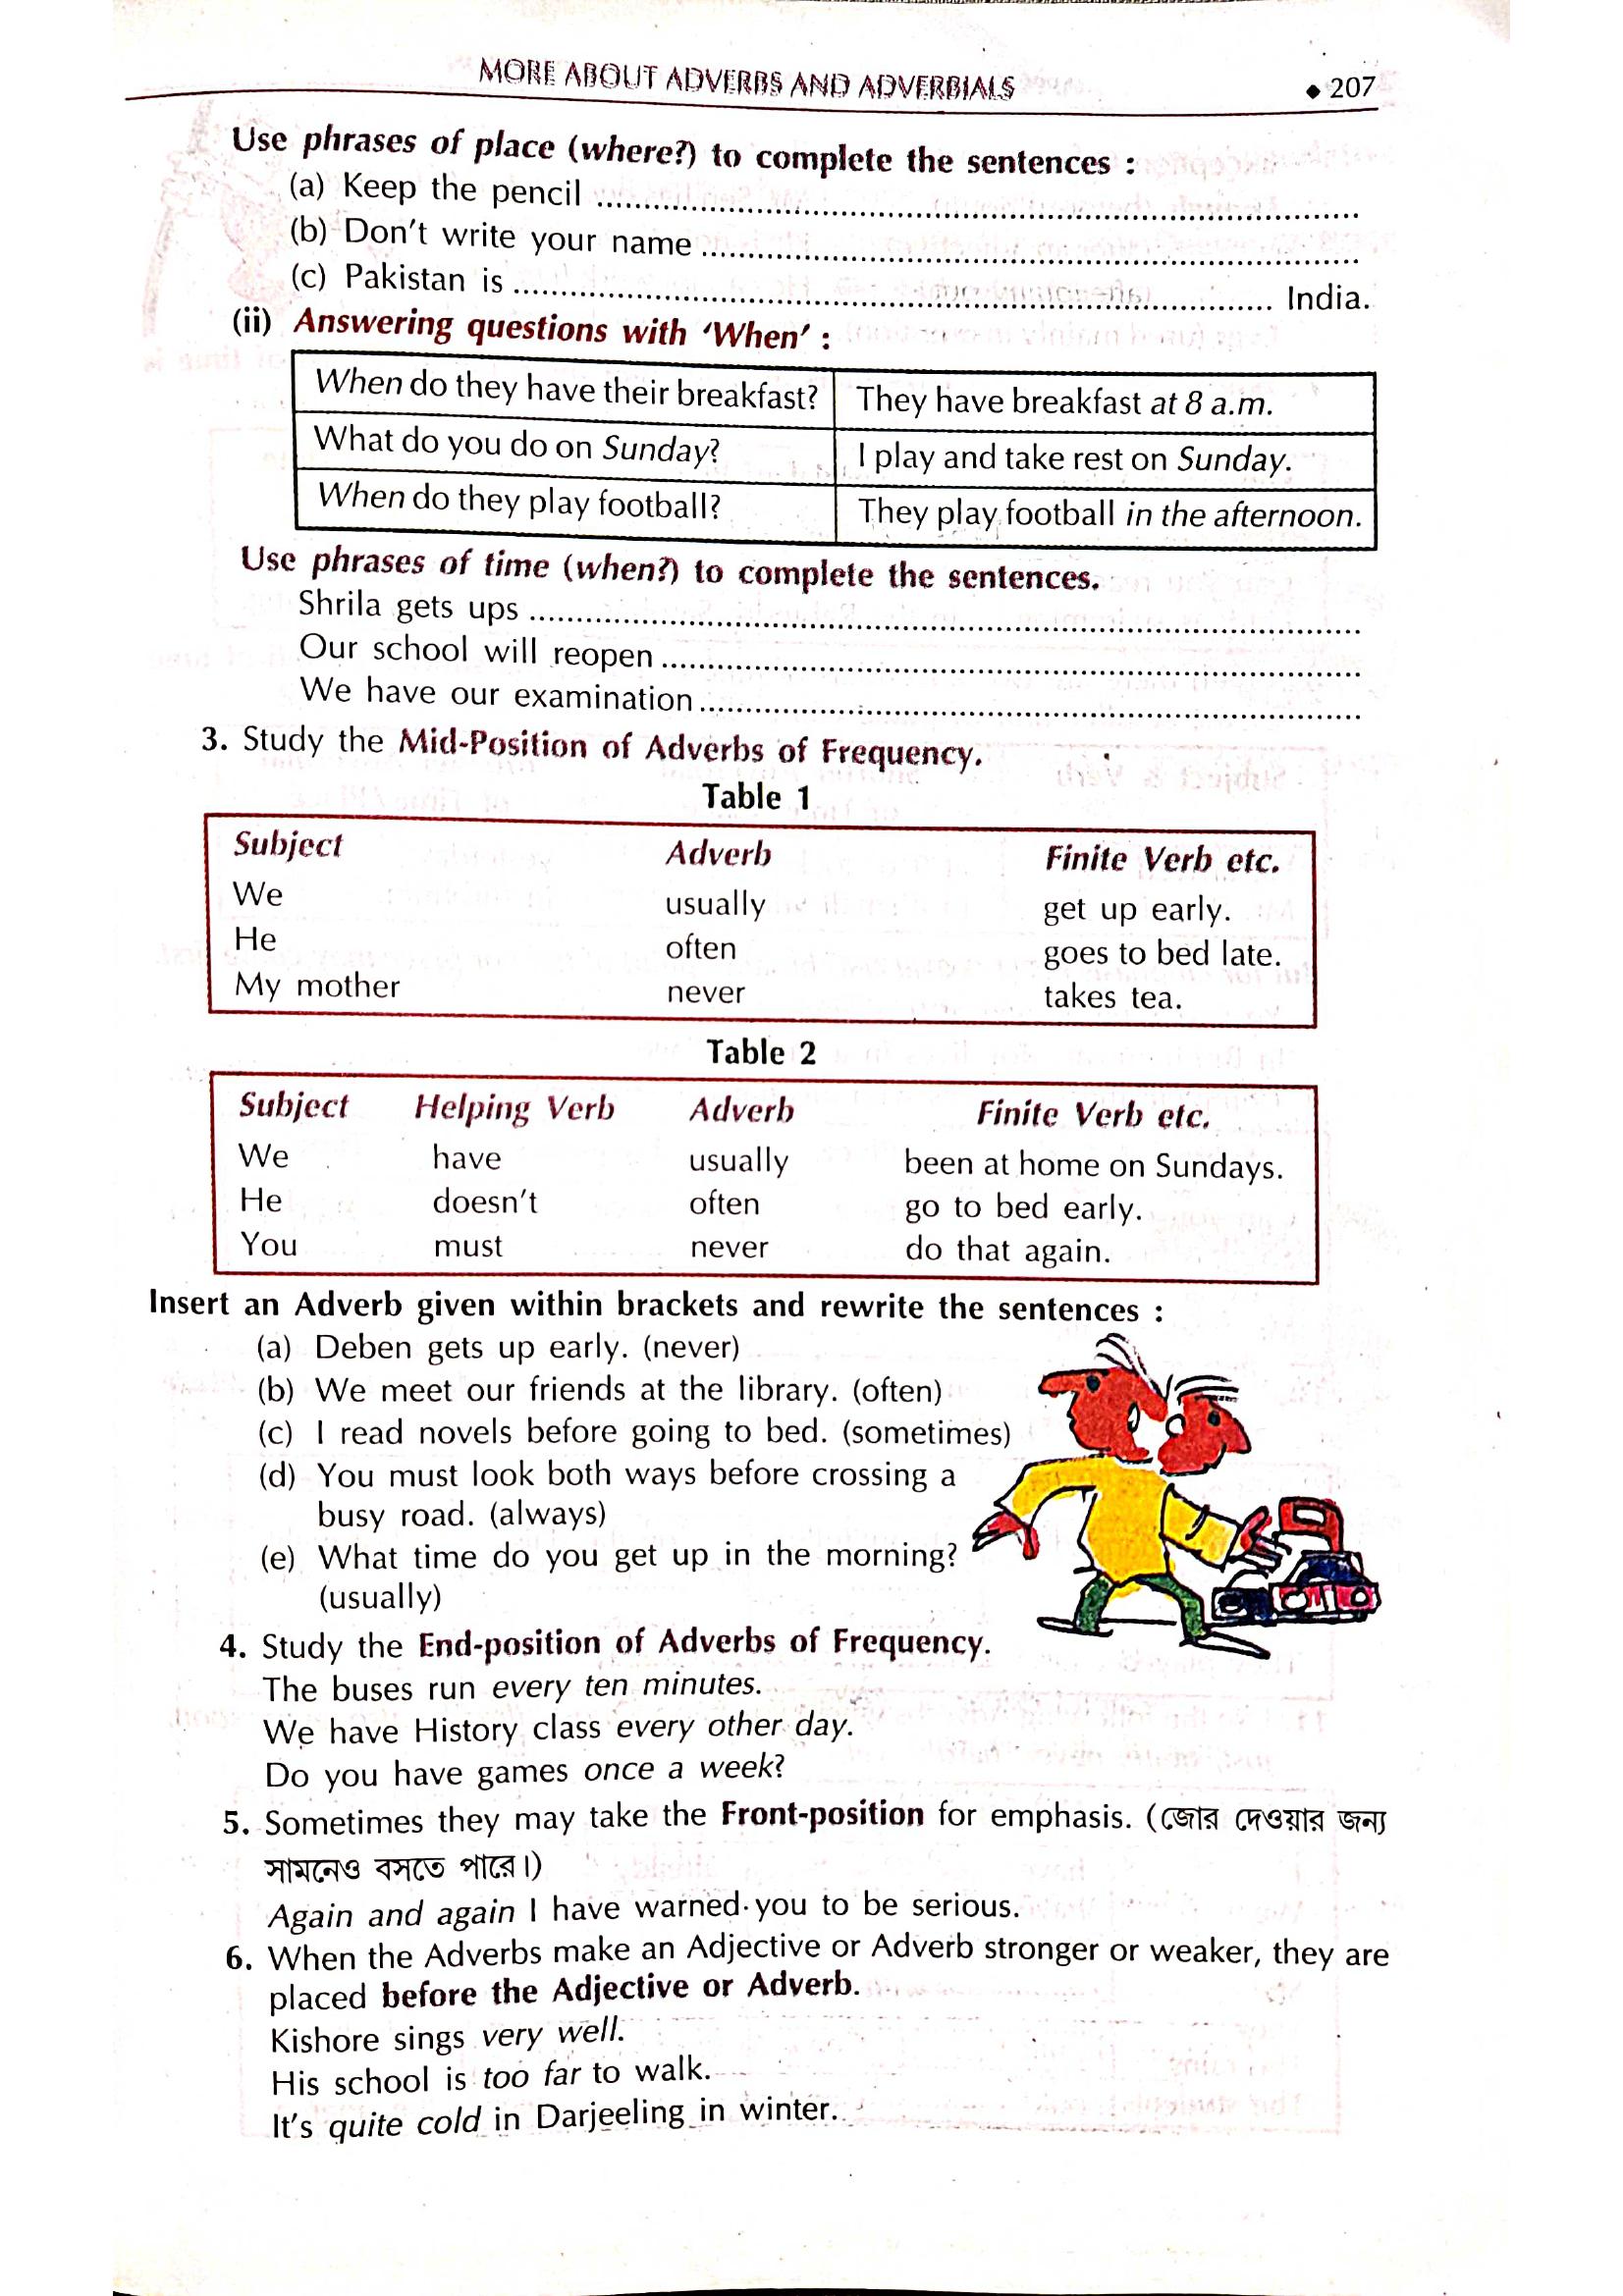 MORE ABOUT ADVERBS AND ADVERBIALS ◆ 207
Use phrases of place (where?) to complete the sentences :
(a) Keep the pencil ................................................................
(b) Don't write your name ................................................................
(c) Pakistan is ................................................................ India.
(ii) Answering questions with 'When' :
When do they have their breakfast? They have breakfast at 8 a.m.
What do you do on Sunday? I play and take rest on Sunday.
When do they play football? They play football in the afternoon.
Use phrases of time (when?) to complete the sentences.
Shrila gets ups ................................................................
Our school will reopen ................................................................
We have our examination ................................................................
3. Study the Mid-Position of Adverbs of Frequency.
Table 1
Subject Adverb Finite Verb etc.
We usually get up early.
He often goes to bed late.
My mother never takes tea.
Table 2
Subject Helping Verb Adverb Finite Verb etc.
We have usually been at home on Sundays.
He doesn't often go to bed early.
You must never do that again.
Insert an Adverb given within brackets and rewrite the sentences :
(a) Deben gets up early. (never)
(b) We meet our friends at the library. (often)
(c) I read novels before going to bed. (sometimes)
(d) You must look both ways before crossing a
busy road. (always)
(e) What time do you get up in the morning?
(usually)
4. Study the End-position of Adverbs of Frequency.
The buses run every ten minutes.
We have History class every other day.
Do you have games once a week?
5. Sometimes they may take the Front-position for emphasis. (জোর দেওয়ার জন্য
সামনেও বসতে পারে।)
Again and again I have warned you to be serious.
6. When the Adverbs make an Adjective or Adverb stronger or weaker, they are
placed before the Adjective or Adverb.
Kishore sings very well.
His school is too far to walk.
It's quite cold in Darjeeling in winter.